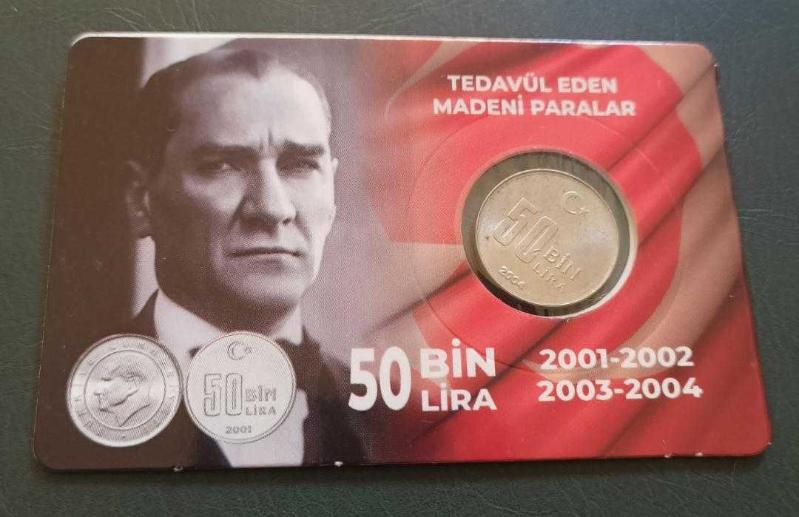 TEDAVÜL EDEN
MADENİ PARALAR
50 BİN
LİRA
2004
50 BİN
LİRA
2001
50 BİN
LİRA
2001-2002
2003-2004